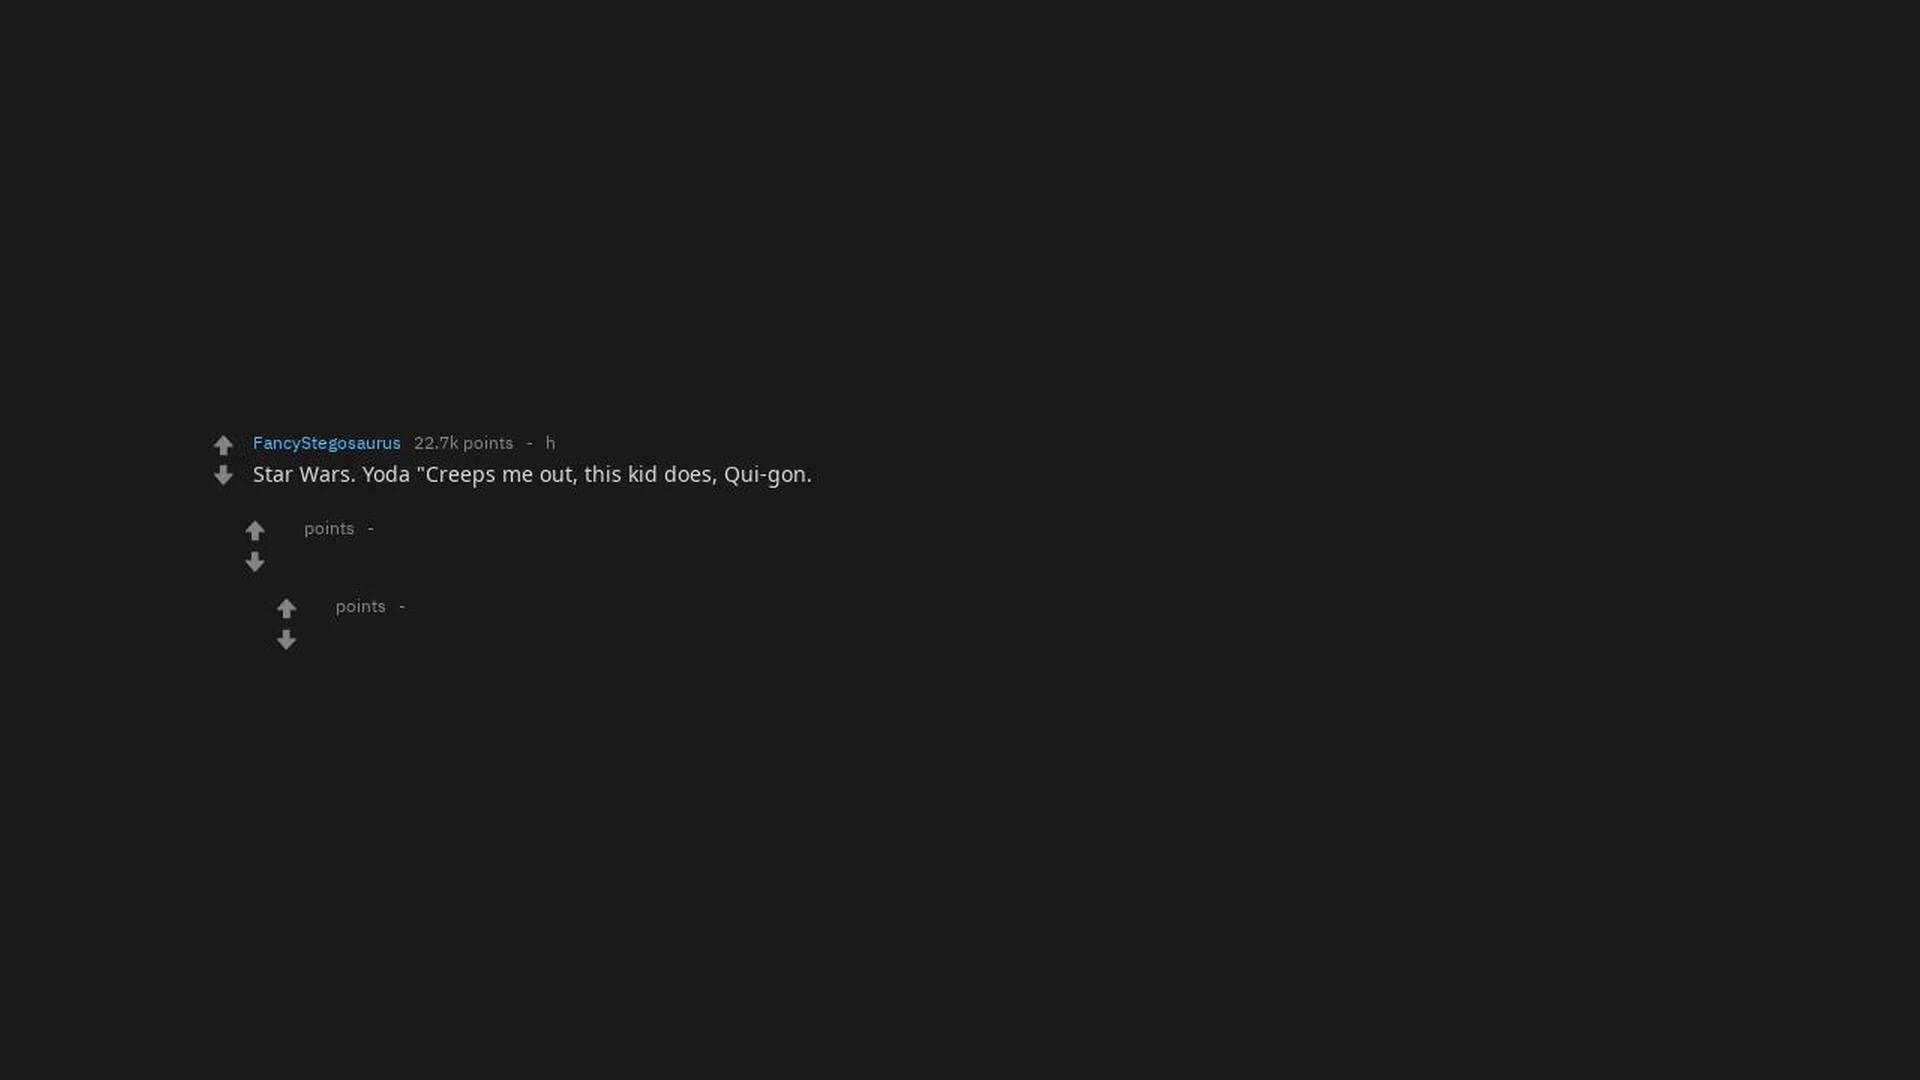 FancyStegosaurus 22.7k points - h
Star Wars. Yoda "Creeps me out, this kid does, Qui-gon.
points -
points -